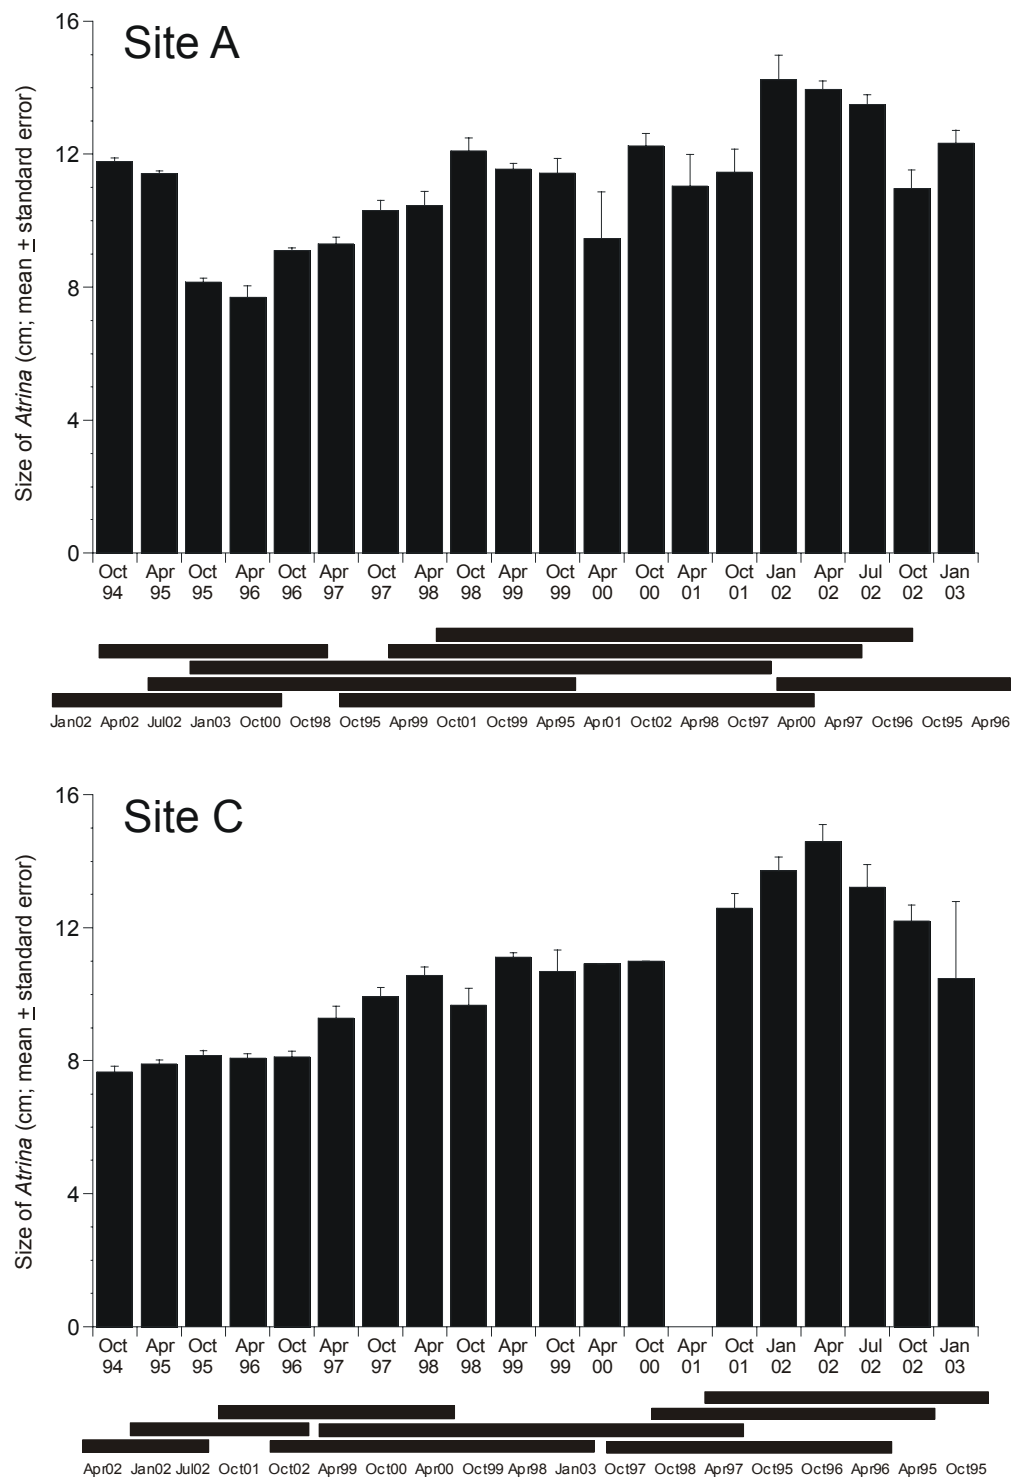 Site A
Size of Atrina (cm; mean ± standard error)
16
12
8
4
0
Oct Apr Oct Apr Oct Apr Oct Apr Oct Apr Oct Apr Oct Apr Oct Jan Apr Jul Oct Jan
94 95 95 96 96 97 97 98 98 99 99 00 00 01 01 02 02 02 02 03
Jan02 Apr02 Jul02 Jan03 Oct00 Oct98 Oct95 Apr99 Oct01 Oct99 Apr95 Apr01 Oct02 Apr98 Oct97 Apr00 Apr97 Oct96 Oct95 Apr96
Site C
Size of Atrina (cm; mean ± standard error)
16
12
8
4
0
Oct Apr Oct Apr Oct Apr Oct Apr Oct Apr Oct Apr Oct Apr Oct Jan Apr Jul Oct Jan
94 95 95 96 96 97 97 98 98 99 99 00 00 01 01 02 02 02 02 03
Apr02 Jan02 Jul02 Oct01 Oct02 Apr99 Oct00 Apr00 Oct99 Apr98 Jan03 Oct97 Oct98 Apr97 Oct96 Apr96 Apr95 Oct95